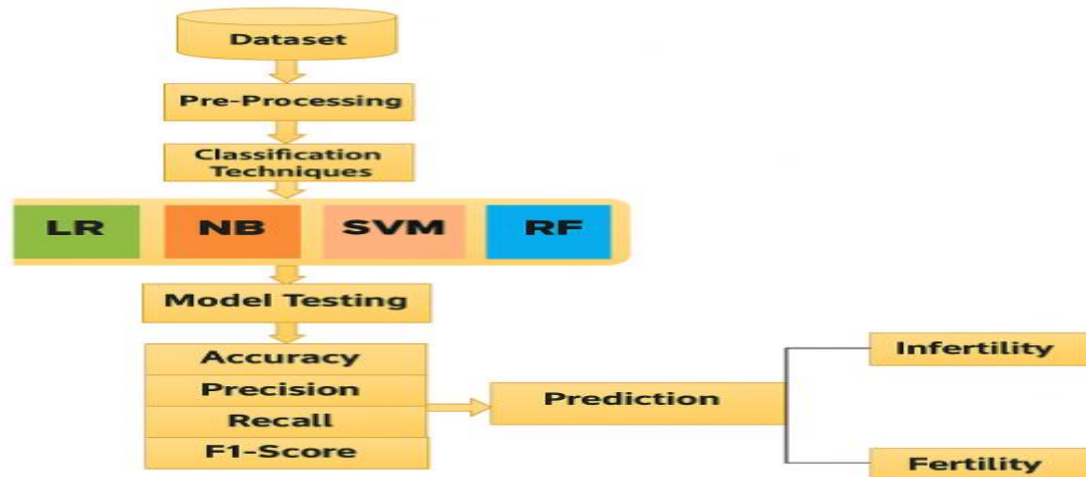 Dataset
Pre-Processing
Classification
Techniques
LR NB SVM RF
Model Testing
Accuracy
Precision
Recall
F1-Score
Prediction
Infertility
Fertility